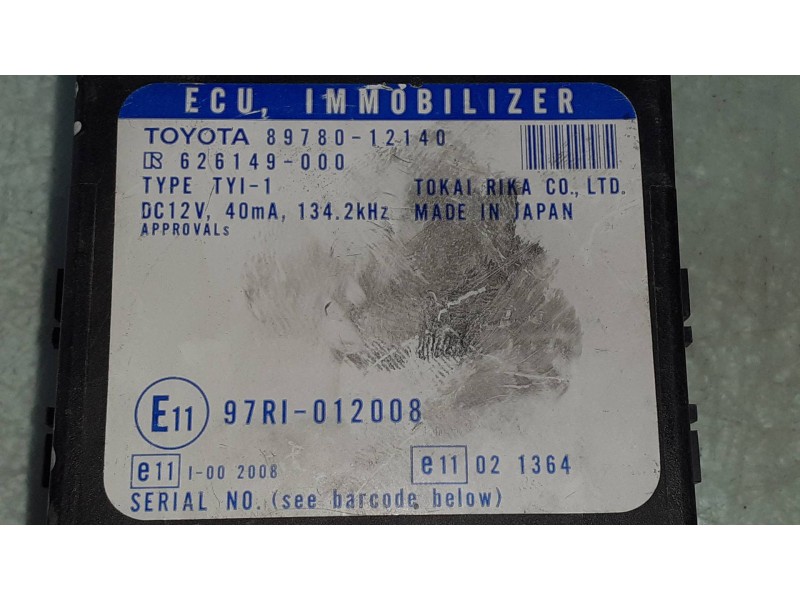 ECU, IMMOBILIZER
TOYOTA 89780-12140
R 626149-000
TYPE TYI-1 TOKAI RIKA CO., LTD.
DC12V, 40mA, 134.2kHz MADE IN JAPAN
APPROVALs
E11 97RI-012008
e11 I-00 2008 e11 02 1364
SERIAL NO. (see barcode below)